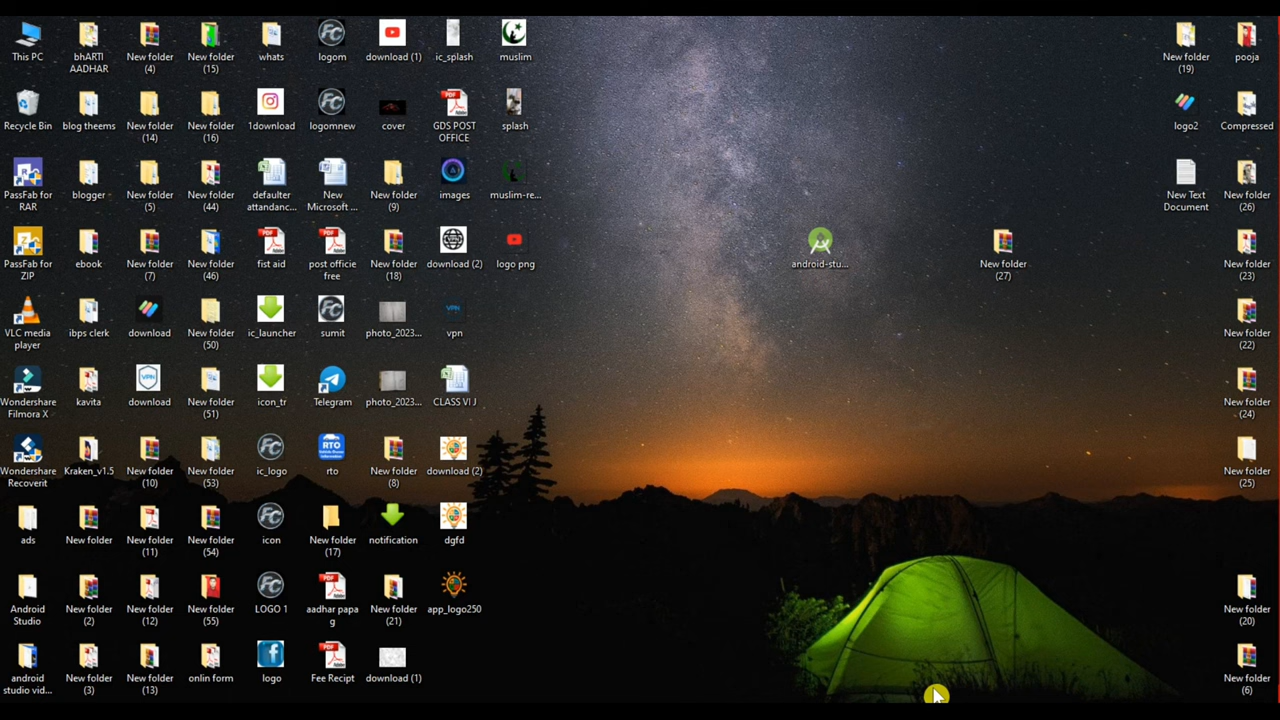 This PC
bhARTI
AADHAR
New folder
(4)
New folder
(15)
whats
logom
download (1)
ic_splash
muslim
New folder
(19)
pooja
Recycle Bin
blog theems
New folder
(14)
New folder
(16)
1download
logomnew
cover
GDS POST
OFFICE
splash
logo2
Compressed
PassFab for
RAR
blogger
New folder
(5)
New folder
(44)
defaulter
attandanc...
New
Microsoft ...
New folder
(9)
images
muslim-re...
New Text
Document
New folder
(26)
PassFab for
ZIP
ebook
New folder
(7)
New folder
(46)
fist aid
post officie
free
New folder
(18)
download (2)
logo png
android-stu...
New folder
(27)
New folder
(23)
VLC media
player
ibps clerk
download
New folder
(50)
ic_launcher
sumit
photo_2023...
vpn
New folder
(22)
Wondershare
Filmora X
kavita
download
New folder
(51)
icon_tr
Telegram
photo_2023...
CLASS VI J
New folder
(24)
Wondershare
Recoverit
Kraken_v1.5
New folder
(10)
New folder
(53)
ic_logo
rto
New folder
(8)
download (2)
New folder
(25)
ads
New folder
New folder
(11)
New folder
(54)
icon
New folder
(17)
notification
dgfd
Android
Studio
New folder
(2)
New folder
(12)
New folder
(55)
LOGO 1
aadhar papa
g
New folder
(21)
app_logo250
New folder
(20)
android
studio vid...
New folder
(3)
New folder
(13)
onlin form
logo
Fee Recipt
download (1)
New folder
(6)